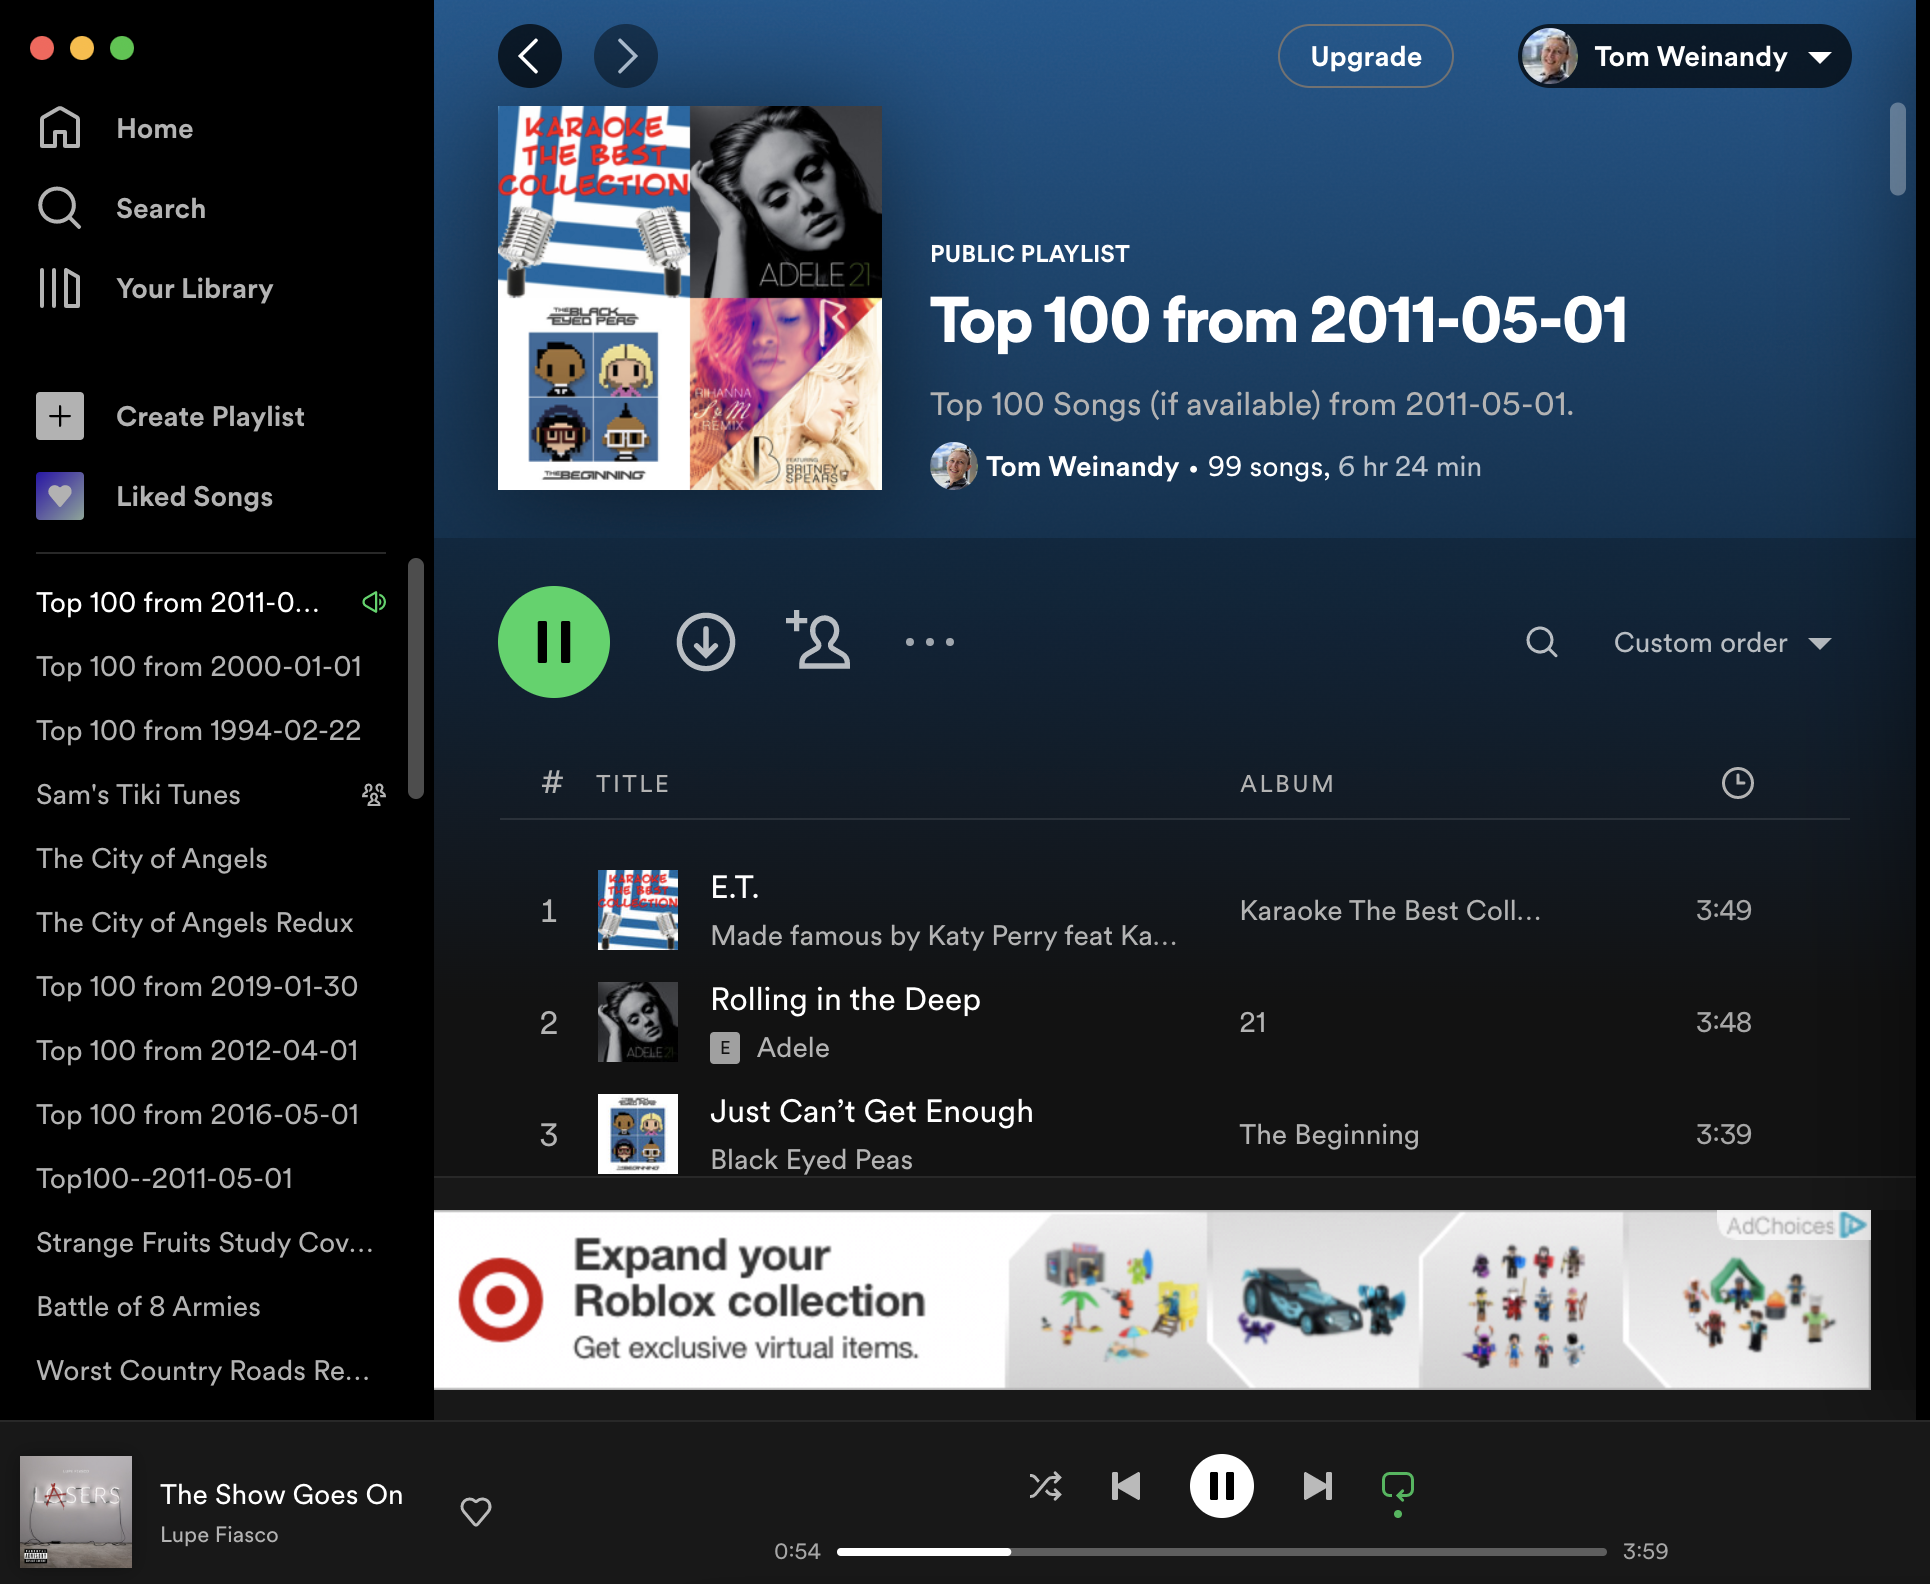 Home
Search
Your Library
Create Playlist
Liked Songs
Top 100 from 2011-0...
Top 100 from 2000-01-01
Top 100 from 1994-02-22
Sam's Tiki Tunes
The City of Angels
The City of Angels Redux
Top 100 from 2019-01-30
Top 100 from 2012-04-01
Top 100 from 2016-05-01
Top100--2011-05-01
Strange Fruits Study Cov...
Battle of 8 Armies
Worst Country Roads Re...
Upgrade
Tom Weinandy
KARAOKE
THE BEST
COLLECTION
ADELE 21
THE BLACK
EYED PEAS
THE BEGINNING
RIHANNA
S&M
REMIX
FEATURING
BRITNEY
SPEARS
PUBLIC PLAYLIST
Top 100 from 2011-05-01
Top 100 Songs (if available) from 2011-05-01.
Tom Weinandy • 99 songs, 6 hr 24 min
Custom order
# TITLE ALBUM
1 E.T. Karaoke The Best Coll... 3:49
Made famous by Katy Perry feat Ka...
2 Rolling in the Deep 21 3:48
E Adele
3 Just Can’t Get Enough The Beginning 3:39
Black Eyed Peas
Expand your
Roblox collection
Get exclusive virtual items.
AdChoices
LASERS
The Show Goes On
Lupe Fiasco
0:54
3:59